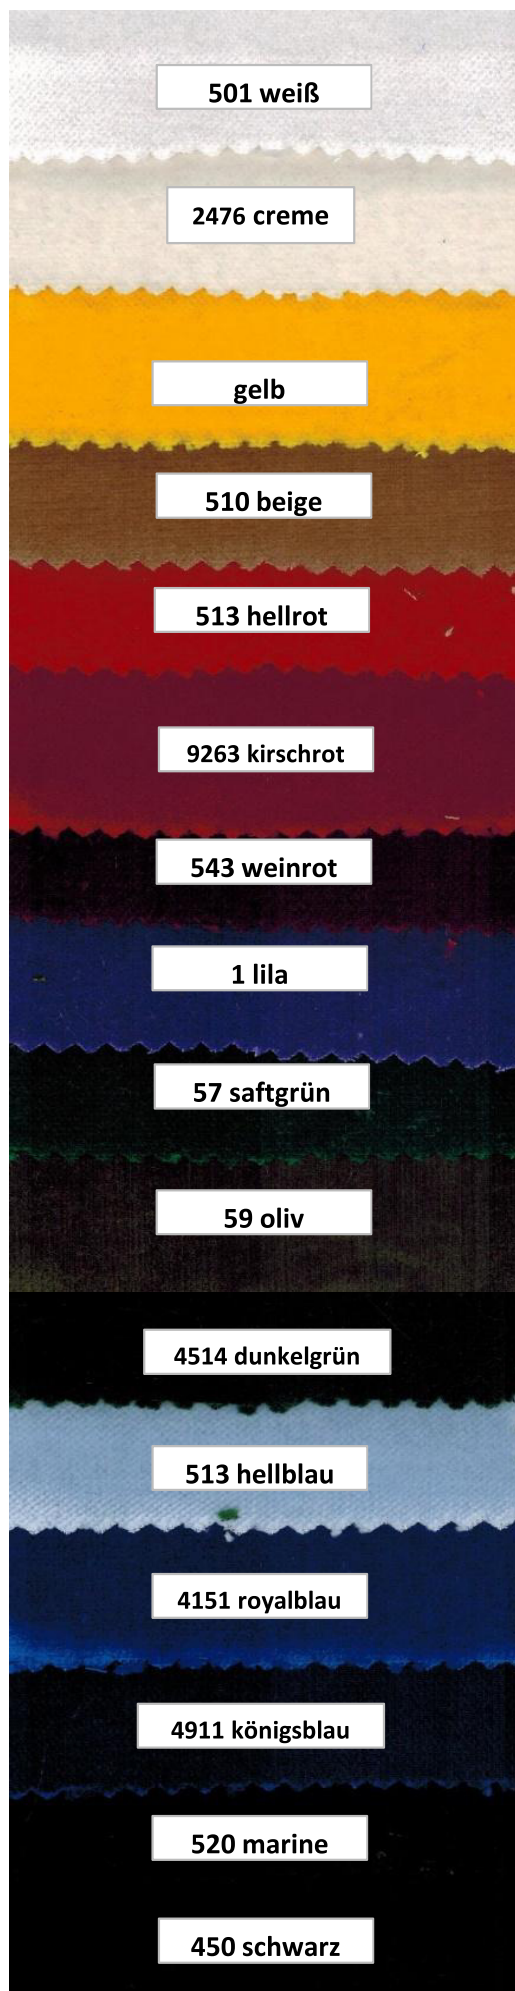 501 weiß
2476 creme
gelb
510 beige
513 hellrot
9263 kirschrot
543 weinrot
1 lila
57 saftgrün
59 oliv
4514 dunkelgrün
513 hellblau
4151 royalblau
4911 königsblau
520 marine
450 schwarz